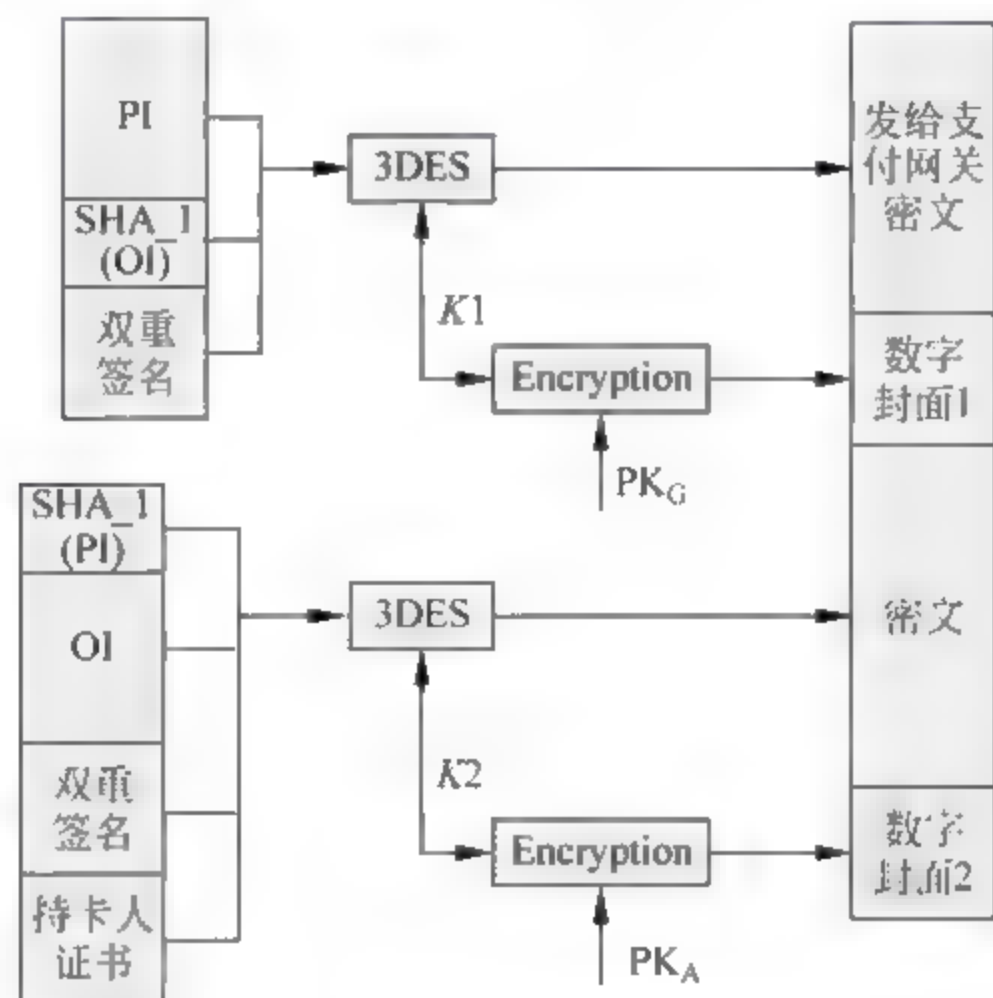 PI
SHA_1
(OI)
双重
签名
3DES
K1
Encryption
PK_G
发给支
付网关
密文
数字
封面1
SHA_1
(PI)
OI
双重
签名
持卡人
证书
3DES
K2
Encryption
PK_A
密文
数字
封面2